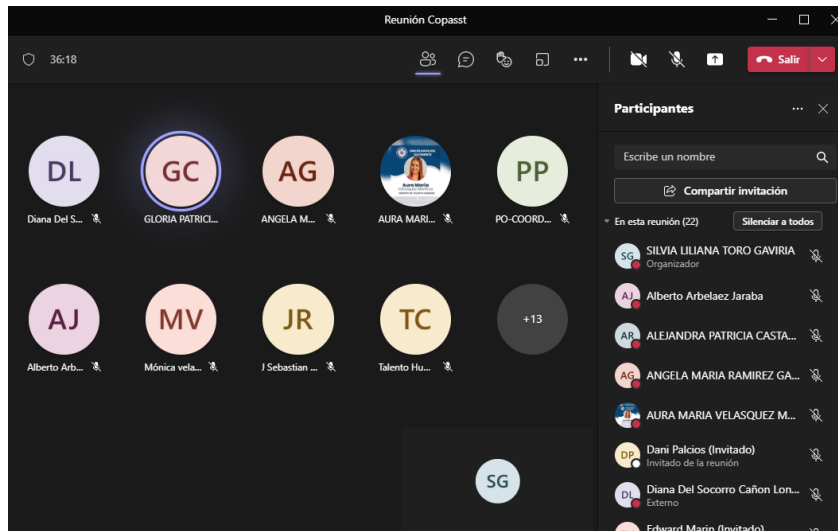 Reunión Copasst
36:18
Salir
Participantes
Escribe un nombre
Compartir invitación
En esta reunión (22)
Silenciar a todos
DL
GC
AG
Aura María
PP
Diana Del S...
GLORIA PATRICI...
ANGELA M...
AURA MARI...
PO-COORD...
AJ
MV
JR
TC
+13
Alberto Arb...
Mónica vela...
J Sebastian ...
Talento Hu...
SG
SG
SILVIA LILIANA TORO GAVIRIA
Organizador
AJ
Alberto Arbelaez Jaraba
AR
ALEJANDRA PATRICIA CASTA...
AG
ANGELA MARIA RAMIREZ GA...
AURA MARIA VELASQUEZ M...
DP
Dani Palcios (Invitado)
Invitado de la reunión
DL
Diana Del Socorro Cañon Lon...
Externo
Edward Marin (Invitado)